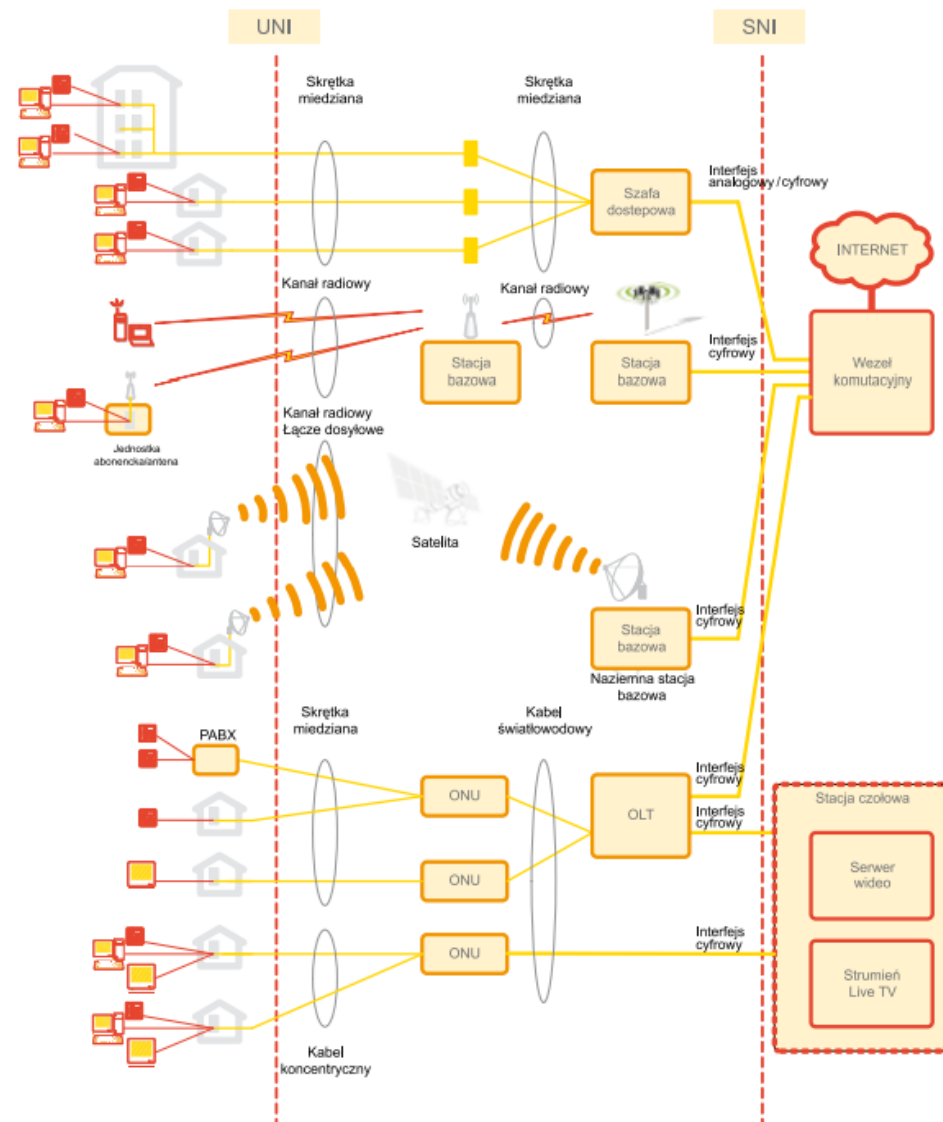 UNI
SNI
Skrętka
miedziana
Skrętka
miedziana
Interfejs
analogowy/cyfrowy
Szafa
dostepowa
INTERNET
Kanał radiowy
Kanał radiowy
Stacja
bazowa
Stacja
bazowa
Interfejs
cyfrowy
Wezeł
komutacyjny
Jednostka
abonencka/antena
Kanał radiowy
Łącze dosyłowe
Satelita
Stacja
bazowa
Interfejs
cyfrowy
Naziemna stacja
bazowa
Skrętka
miedziana
Kabel
światłowodowy
PABX
ONU
ONU
ONU
OLT
Interfejs
cyfrowy
Interfejs
cyfrowy
Interfejs
cyfrowy
Stacja czołowa
Serwer
wideo
Strumień
Live TV
Kabel
koncentryczny